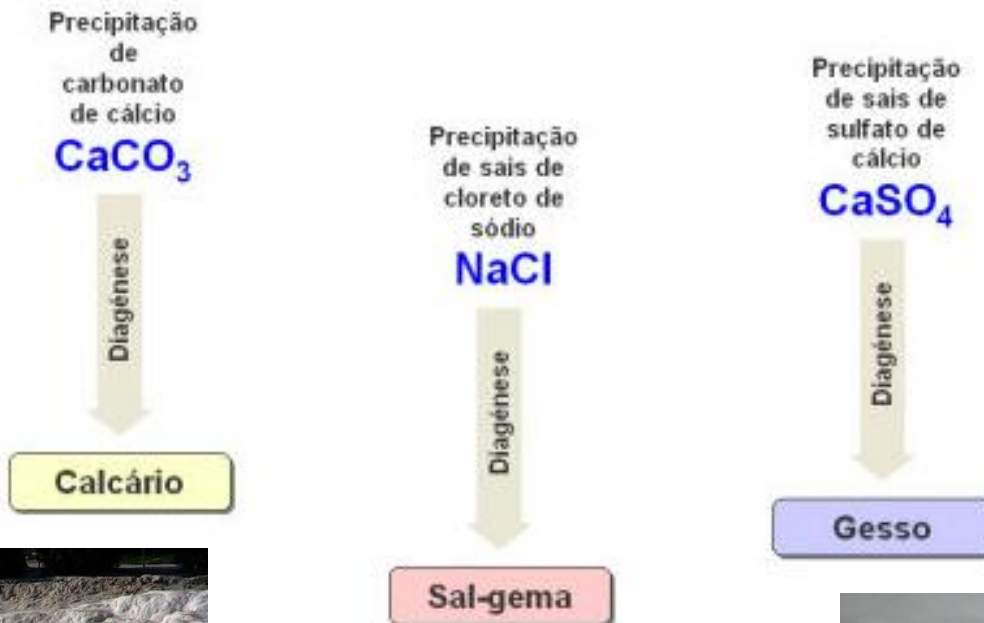 Precipitação
de
carbonato
de cálcio
CaCO₃
Diagénese
Calcário
Precipitação
de sais de
cloreto de
sódio
NaCl
Diagénese
Sal-gema
Precipitação
de sais de
sulfato de
cálcio
CaSO₄
Diagénese
Gesso